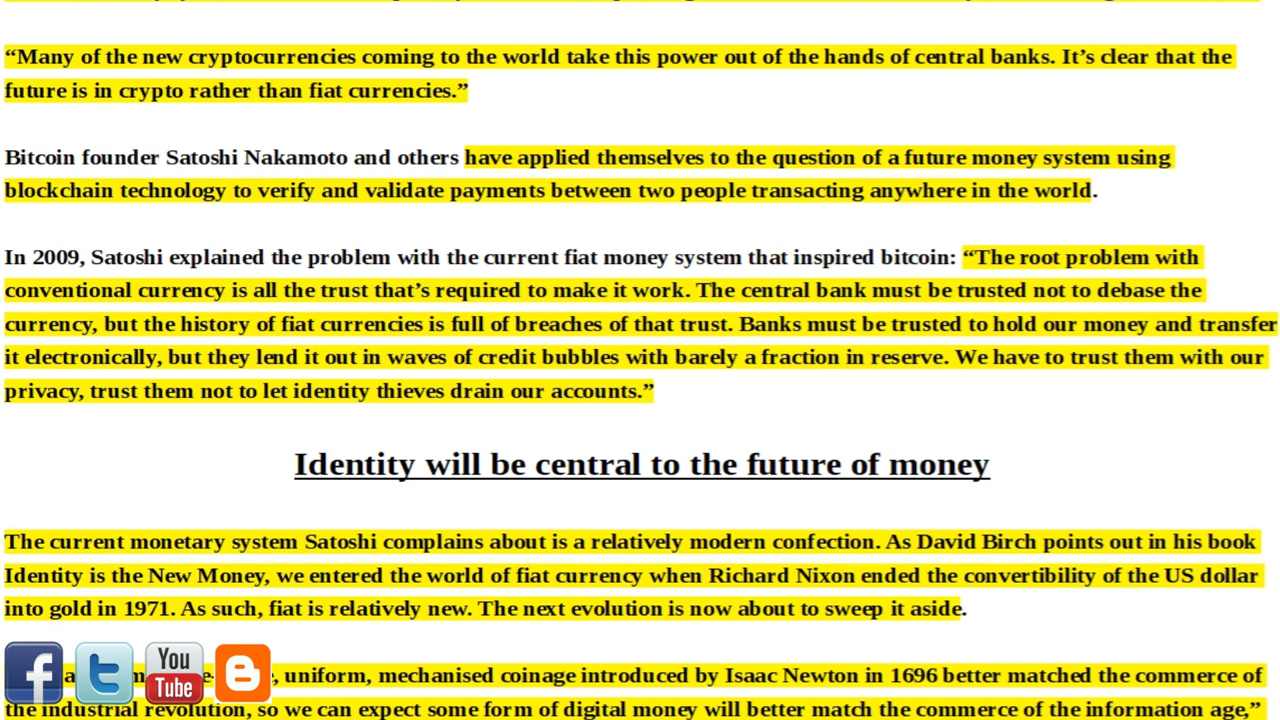 “Many of the new cryptocurrencies coming to the world take this power out of the hands of central banks. It’s clear that the
future is in crypto rather than fiat currencies.”
Bitcoin founder Satoshi Nakamoto and others have applied themselves to the question of a future money system using
blockchain technology to verify and validate payments between two people transacting anywhere in the world.
In 2009, Satoshi explained the problem with the current fiat money system that inspired bitcoin: “The root problem with
conventional currency is all the trust that’s required to make it work. The central bank must be trusted not to debase the
currency, but the history of fiat currencies is full of breaches of that trust. Banks must be trusted to hold our money and transfer
it electronically, but they lend it out in waves of credit bubbles with barely a fraction in reserve. We have to trust them with our
privacy, trust them not to let identity thieves drain our accounts.”
Identity will be central to the future of money
The current monetary system Satoshi complains about is a relatively modern confection. As David Birch points out in his book
Identity is the New Money, we entered the world of fiat currency when Richard Nixon ended the convertibility of the US dollar
into gold in 1971. As such, fiat is relatively new. The next evolution is now about to sweep it aside.
, uniform, mechanised coinage introduced by Isaac Newton in 1696 better matched the commerce of
the industrial revolution, so we can expect some form of digital money will better match the commerce of the information age,”
You
Tube